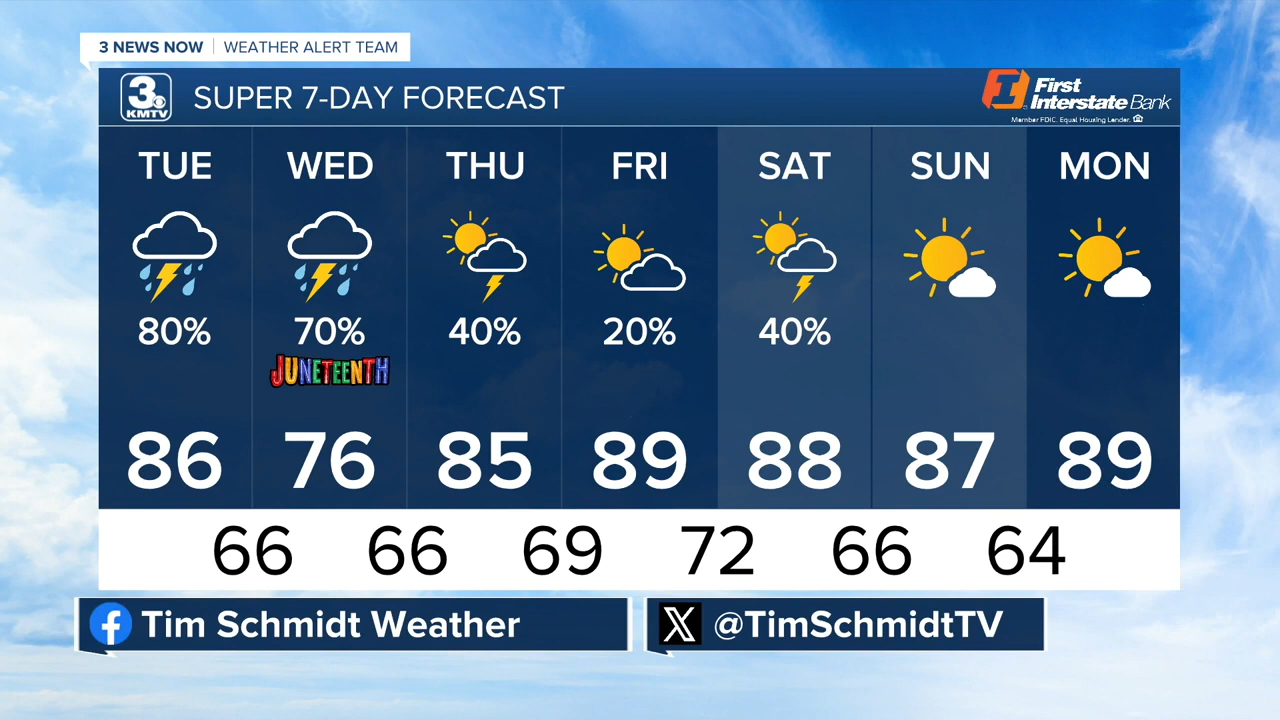 3 NEWS NOW | WEATHER ALERT TEAM
3 KMTV SUPER 7-DAY FORECAST
First
Interstate Bank
Member FDIC. Equal Housing Lender.
TUE WED THU FRI SAT SUN MON
80% 70% 40% 20% 40%
JUNETEENTH
86 76 85 89 88 87 89
66 66 69 72 66 64
Tim Schmidt Weather @TimSchmidtTV